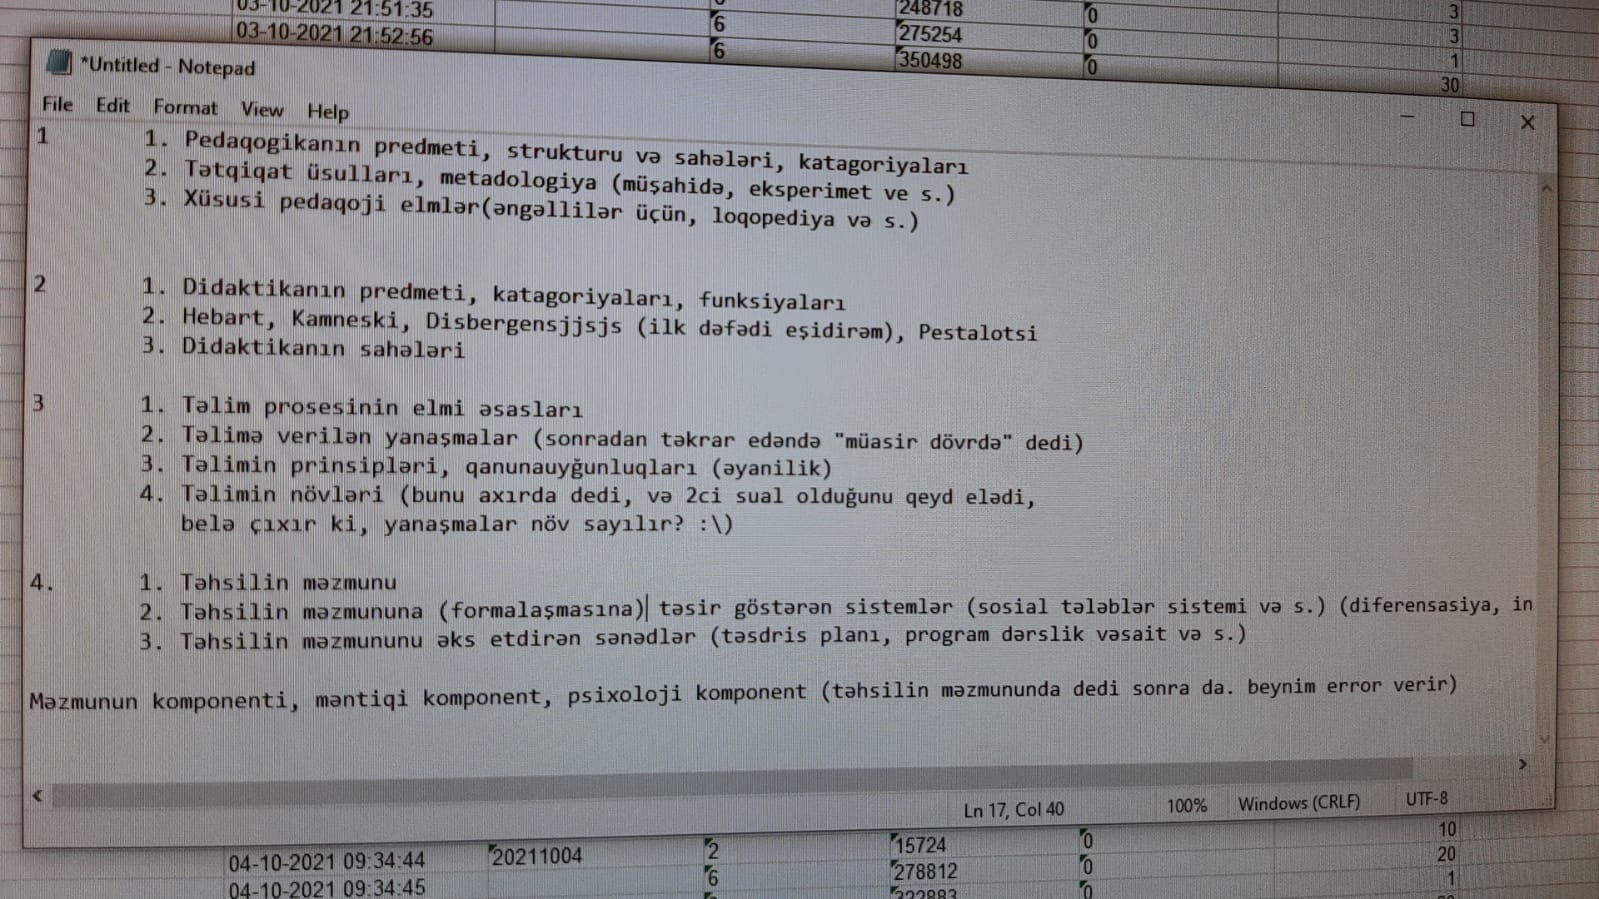 03-10-2021 21:51:35 248718 0 3
03-10-2021 21:52:56 6 275254 0 3
6 350498 0 1
30
*Untitled - Notepad
File Edit Format View Help
1 1. Pedaqogikanın predmeti, strukturu və sahələri, katagoriyaları
2. Tətqiqat üsulları, metadologiya (müşahidə, eksperimet ve s.)
3. Xüsusi pedaqoji elmlər(əngəllilər üçün, loqopediya və s.)
2 1. Didaktikanın predmeti, katagoriyaları, funksiyaları
2. Hebart, Kamneski, Disbergensjjsjs (ilk dəfədi eşidirəm), Pestalotsi
3. Didaktikanın sahələri
3 1. Təlim prosesinin elmi əsasları
2. Təlimə verilən yanaşmalar (sonradan təkrar edəndə "müasir dövrdə" dedi)
3. Təlimin prinsipləri, qanunauyğunluqları (əyanilik)
4. Təlimin növləri (bunu axırda dedi, və 2ci sual olduğunu qeyd elədi,
belə çıxır ki, yanaşmalar növ sayılır? :\)
4. 1. Təhsilin məzmunu
2. Təhsilin məzmununa (formalaşmasına) təsir göstərən sistemlər (sosial tələblər sistemi və s.) (diferensasiya, in
3. Təhsilin məzmununu əks etdirən sənədlər (təsdris planı, program dərslik vəsait və s.)
Məzmunun komponenti, məntiqi komponent, psixoloji komponent (təhsilin məzmununda dedi sonra da. beynim error verir)
Ln 17, Col 40 100% Windows (CRLF) UTF-8
10
04-10-2021 09:34:44 20211004 2 15724 0 20
04-10-2021 09:34:45 6 278812 0 1
0